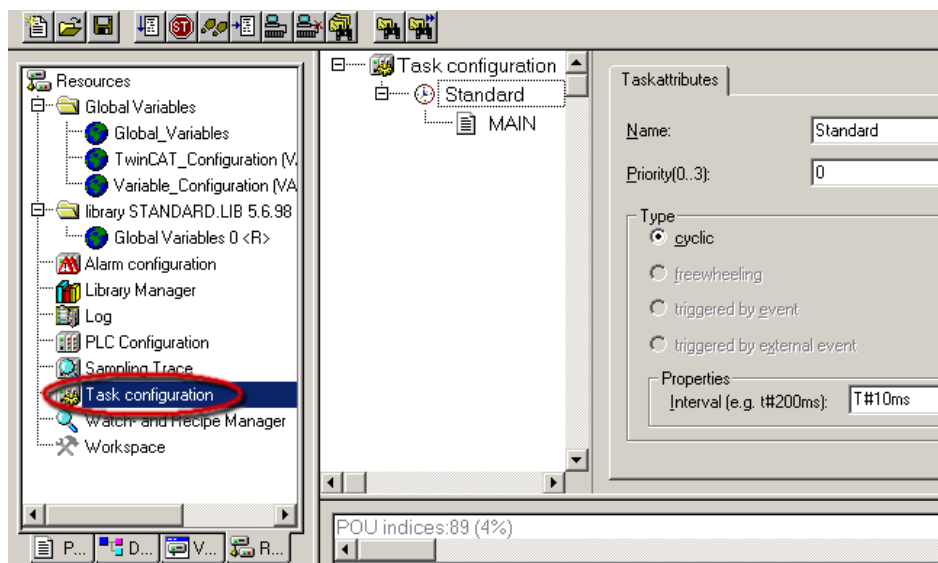 Resources
Global Variables
Global_Variables
TwinCAT_Configuration (V.
Variable_Configuration (VA
library STANDARD.LIB 5.6.98
Global Variables 0 <R>
Alarm configuration
Library Manager
Log
PLC Configuration
Sampling Trace
Task configuration
Watch- and Recipe Manager
Workspace
P...
D...
V...
R...
Task configuration
Standard
MAIN
Taskattributes
Name: Standard
Priority(0..3): 0
Type
cyclic
freewheeling
triggered by event
triggered by external event
Properties
Interval (e.g. t#200ms): T#10ms
POU indices:89 (4%)